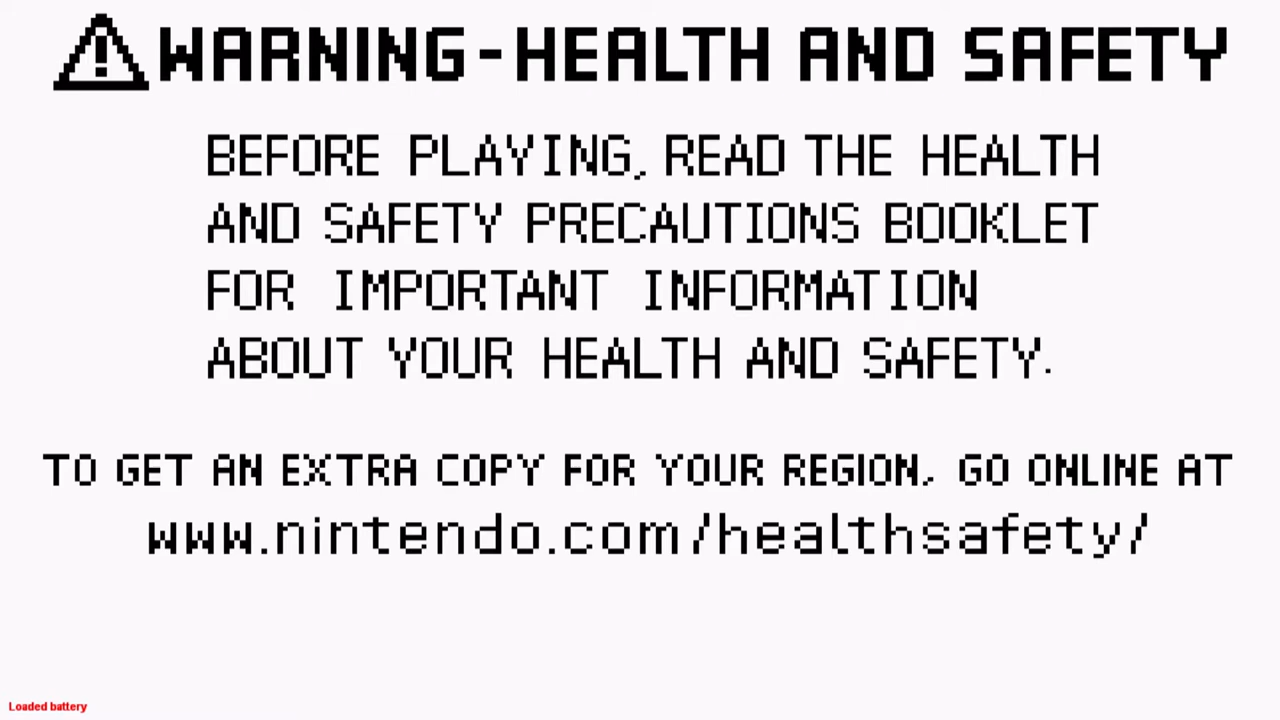 WARNING-HEALTH AND SAFETY
BEFORE PLAYING, READ THE HEALTH
AND SAFETY PRECAUTIONS BOOKLET
FOR IMPORTANT INFORMATION
ABOUT YOUR HEALTH AND SAFETY.
TO GET AN EXTRA COPY FOR YOUR REGION, GO ONLINE AT
www.nintendo.com/healthsafety/
Loaded battery